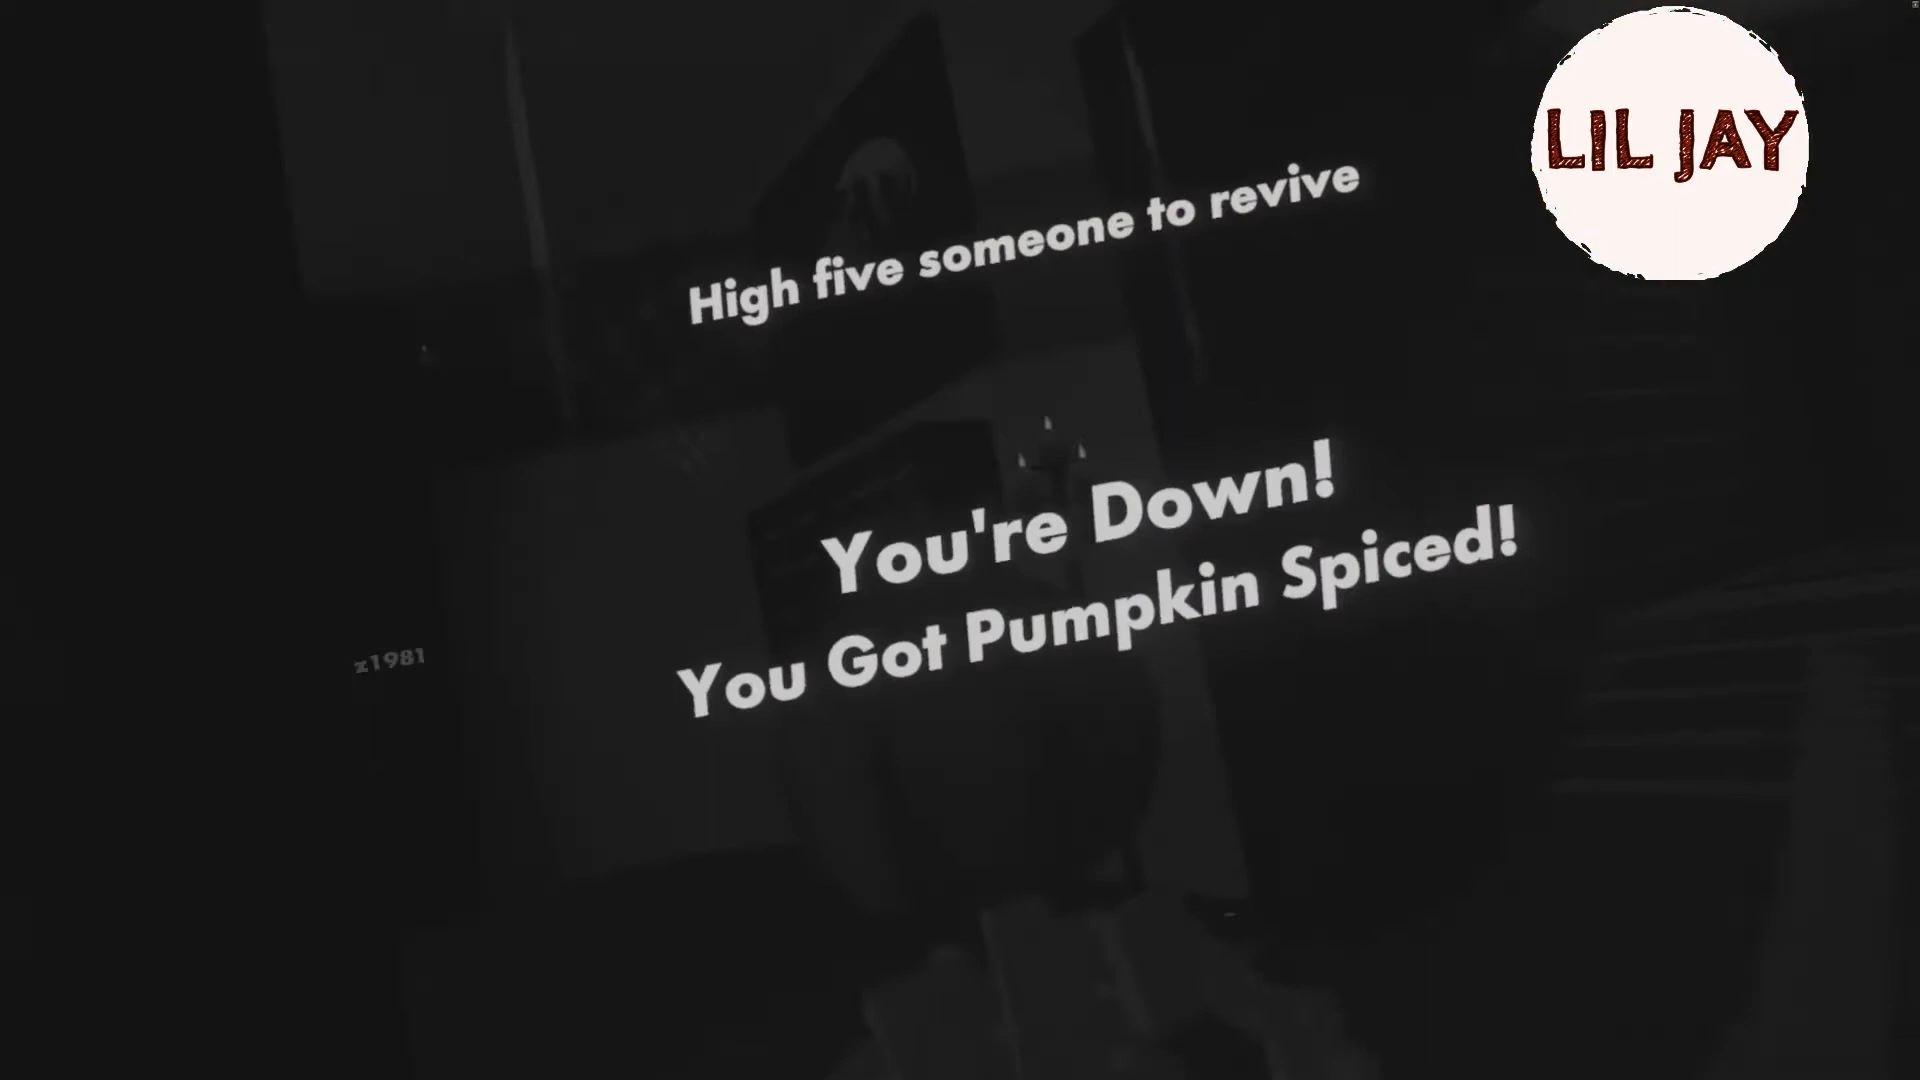 LIL JAY
High five someone to revive
You're Down!
You Got Pumpkin Spiced!
z1981